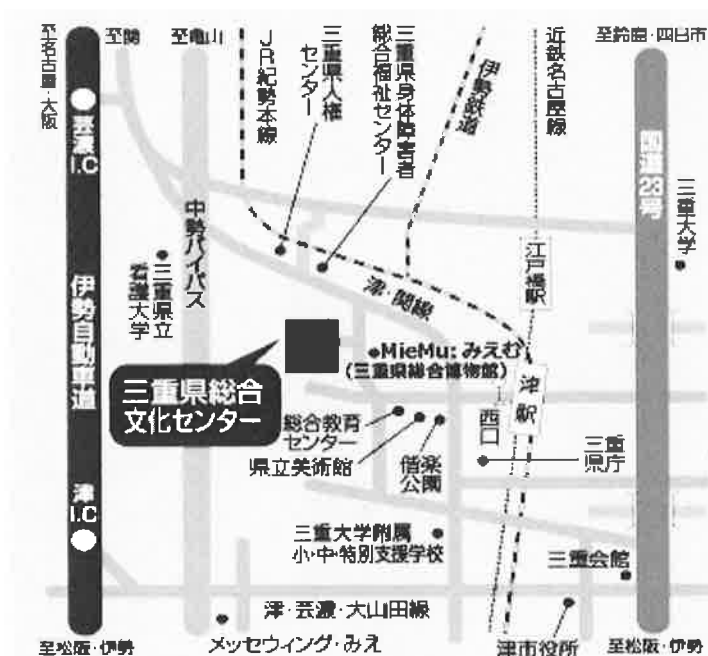 至名古屋・大阪
至関
至亀山
JR紀勢本線
三重県人権
センター
三重県身体障害者
総合福祉センター
伊勢鉄道
近鉄名古屋線
至鈴鹿・四日市
芸濃
I.C
中勢バイパス
三重県立
看護大学
国道23号
三重大学
江戸橋駅
津・関線
伊勢自動車道
MieMu:みえむ
(三重県総合博物館)
三重県総合
文化センター
津駅
西口
総合教育
センター
県立美術館
偕楽
公園
三重
県庁
津
I.C
三重大学附属
小・中・特別支援学校
三重会館
津・芸濃・大山田線
至松阪・伊勢
メッセウィング・みえ
津市役所
至松阪・伊勢